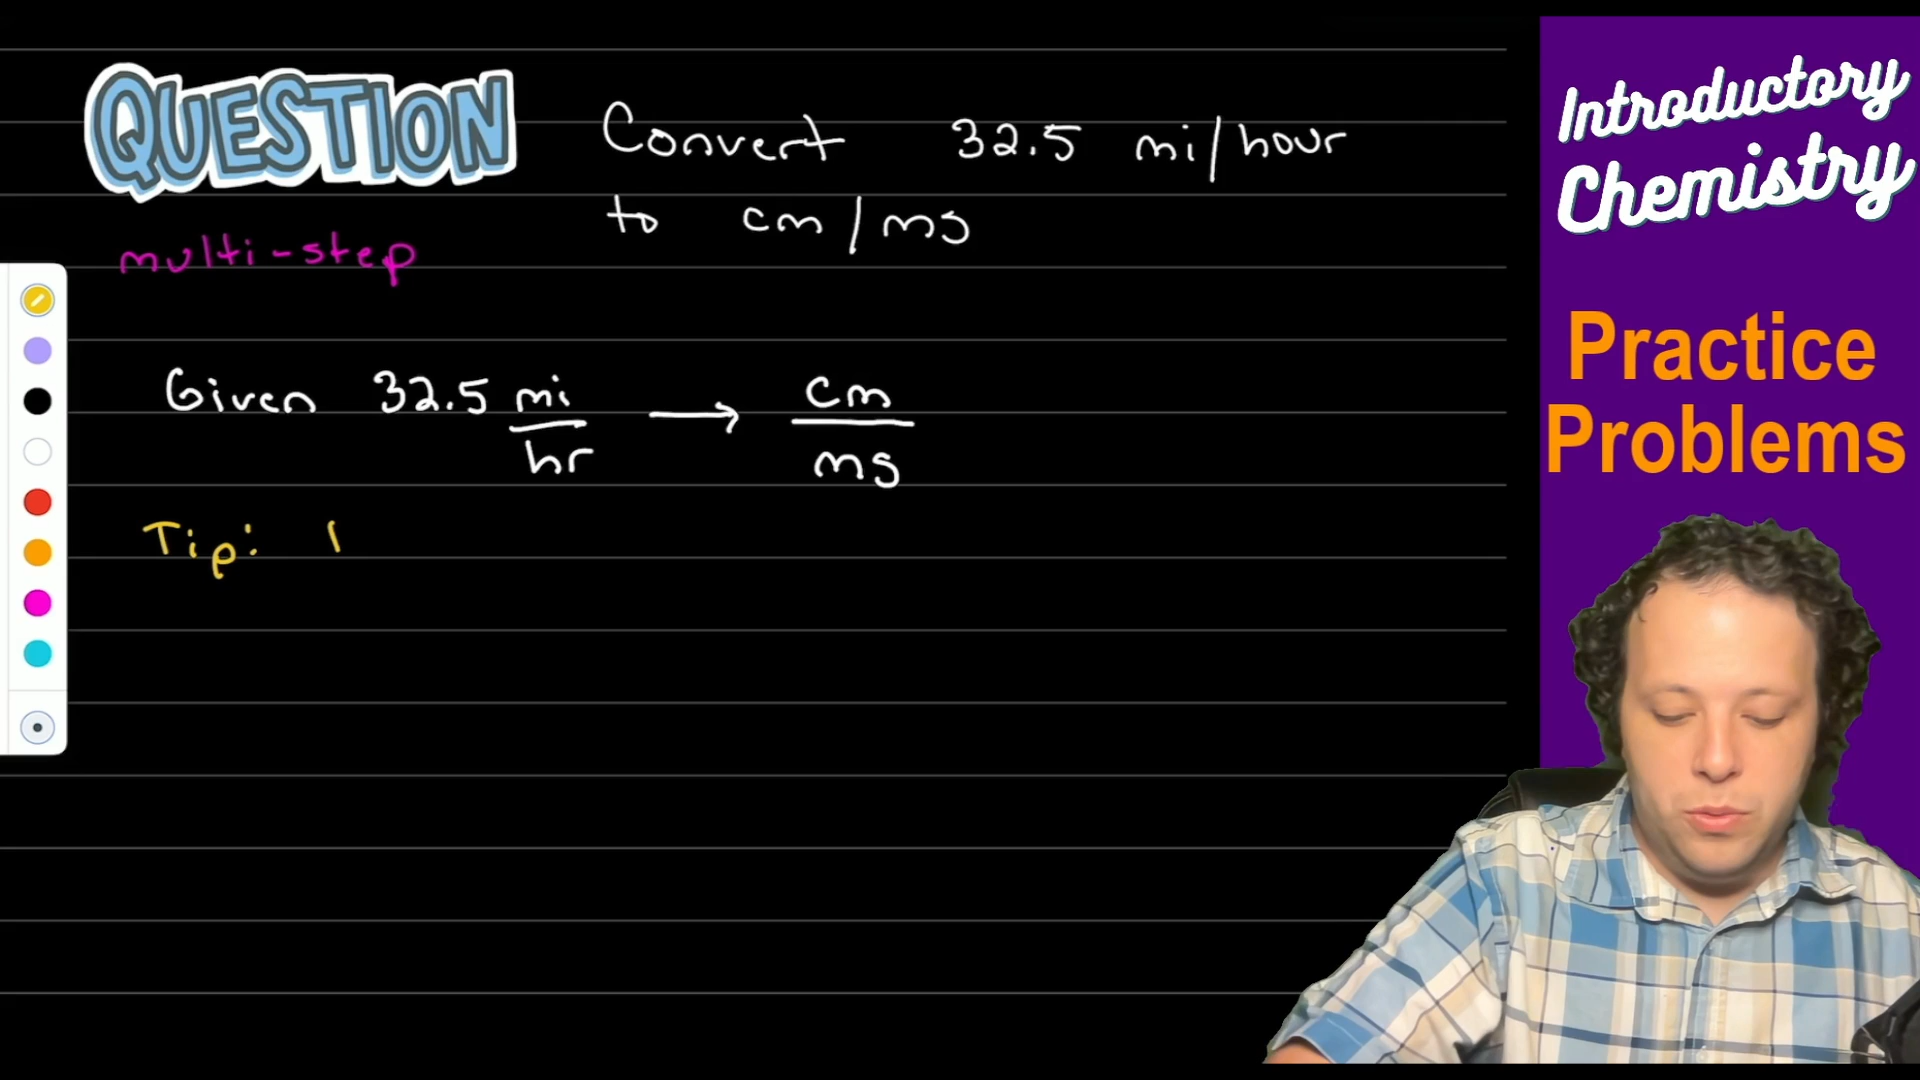 QUESTION
Convert 32.5 mi/hour
to cm/ms
multi-step
Given 32.5 mi/hr → cm/ms
Tip:
Introductory
Chemistry
Practice
Problems